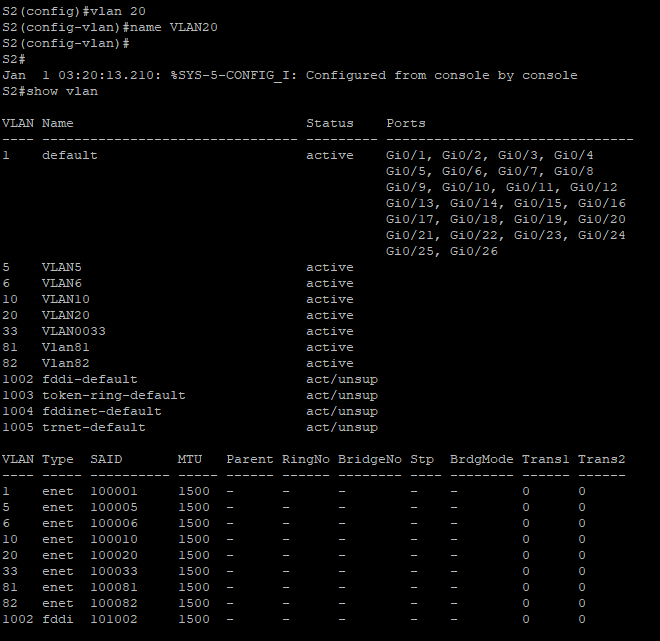 S2(config)#vlan 20
S2(config-vlan)#name VLAN20
S2(config-vlan)#
S2#
Jan  1 03:20:13.210: %SYS-5-CONFIG_I: Configured from console by console
S2#show vlan

VLAN Name                             Status    Ports
---- -------------------------------- --------- -------------------------------
1    default                          active    Gi0/1, Gi0/2, Gi0/3, Gi0/4
                                                Gi0/5, Gi0/6, Gi0/7, Gi0/8
                                                Gi0/9, Gi0/10, Gi0/11, Gi0/12
                                                Gi0/13, Gi0/14, Gi0/15, Gi0/16
                                                Gi0/17, Gi0/18, Gi0/19, Gi0/20
                                                Gi0/21, Gi0/22, Gi0/23, Gi0/24
                                                Gi0/25, Gi0/26
5    VLAN5                            active
6    VLAN6                            active
10   VLAN10                           active
20   VLAN20                           active
33   VLAN0033                         active
81   Vlan81                           active
82   Vlan82                           active
1002 fddi-default                     act/unsup
1003 token-ring-default               act/unsup
1004 fddinet-default                  act/unsup
1005 trnet-default                    act/unsup

VLAN Type  SAID       MTU   Parent RingNo BridgeNo Stp  BrdgMode Trans1 Trans2
---- ----- ---------- ----- ------ ------ -------- ---- -------- ------ ------
1    enet  100001     1500  -      -      -        -    -        0      0
5    enet  100005     1500  -      -      -        -    -        0      0
6    enet  100006     1500  -      -      -        -    -        0      0
10   enet  100010     1500  -      -      -        -    -        0      0
20   enet  100020     1500  -      -      -        -    -        0      0
33   enet  100033     1500  -      -      -        -    -        0      0
81   enet  100081     1500  -      -      -        -    -        0      0
82   enet  100082     1500  -      -      -        -    -        0      0
1002 fddi  101002     1500  -      -      -        -    -        0      0